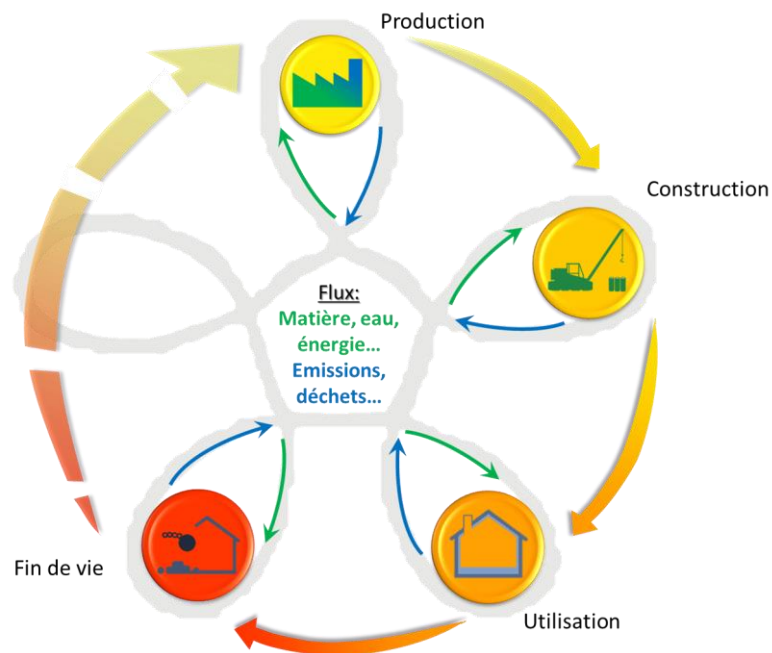 Production
Construction
Flux:
Matière, eau,
énergie...
Emissions,
déchets...
Fin de vie
Utilisation